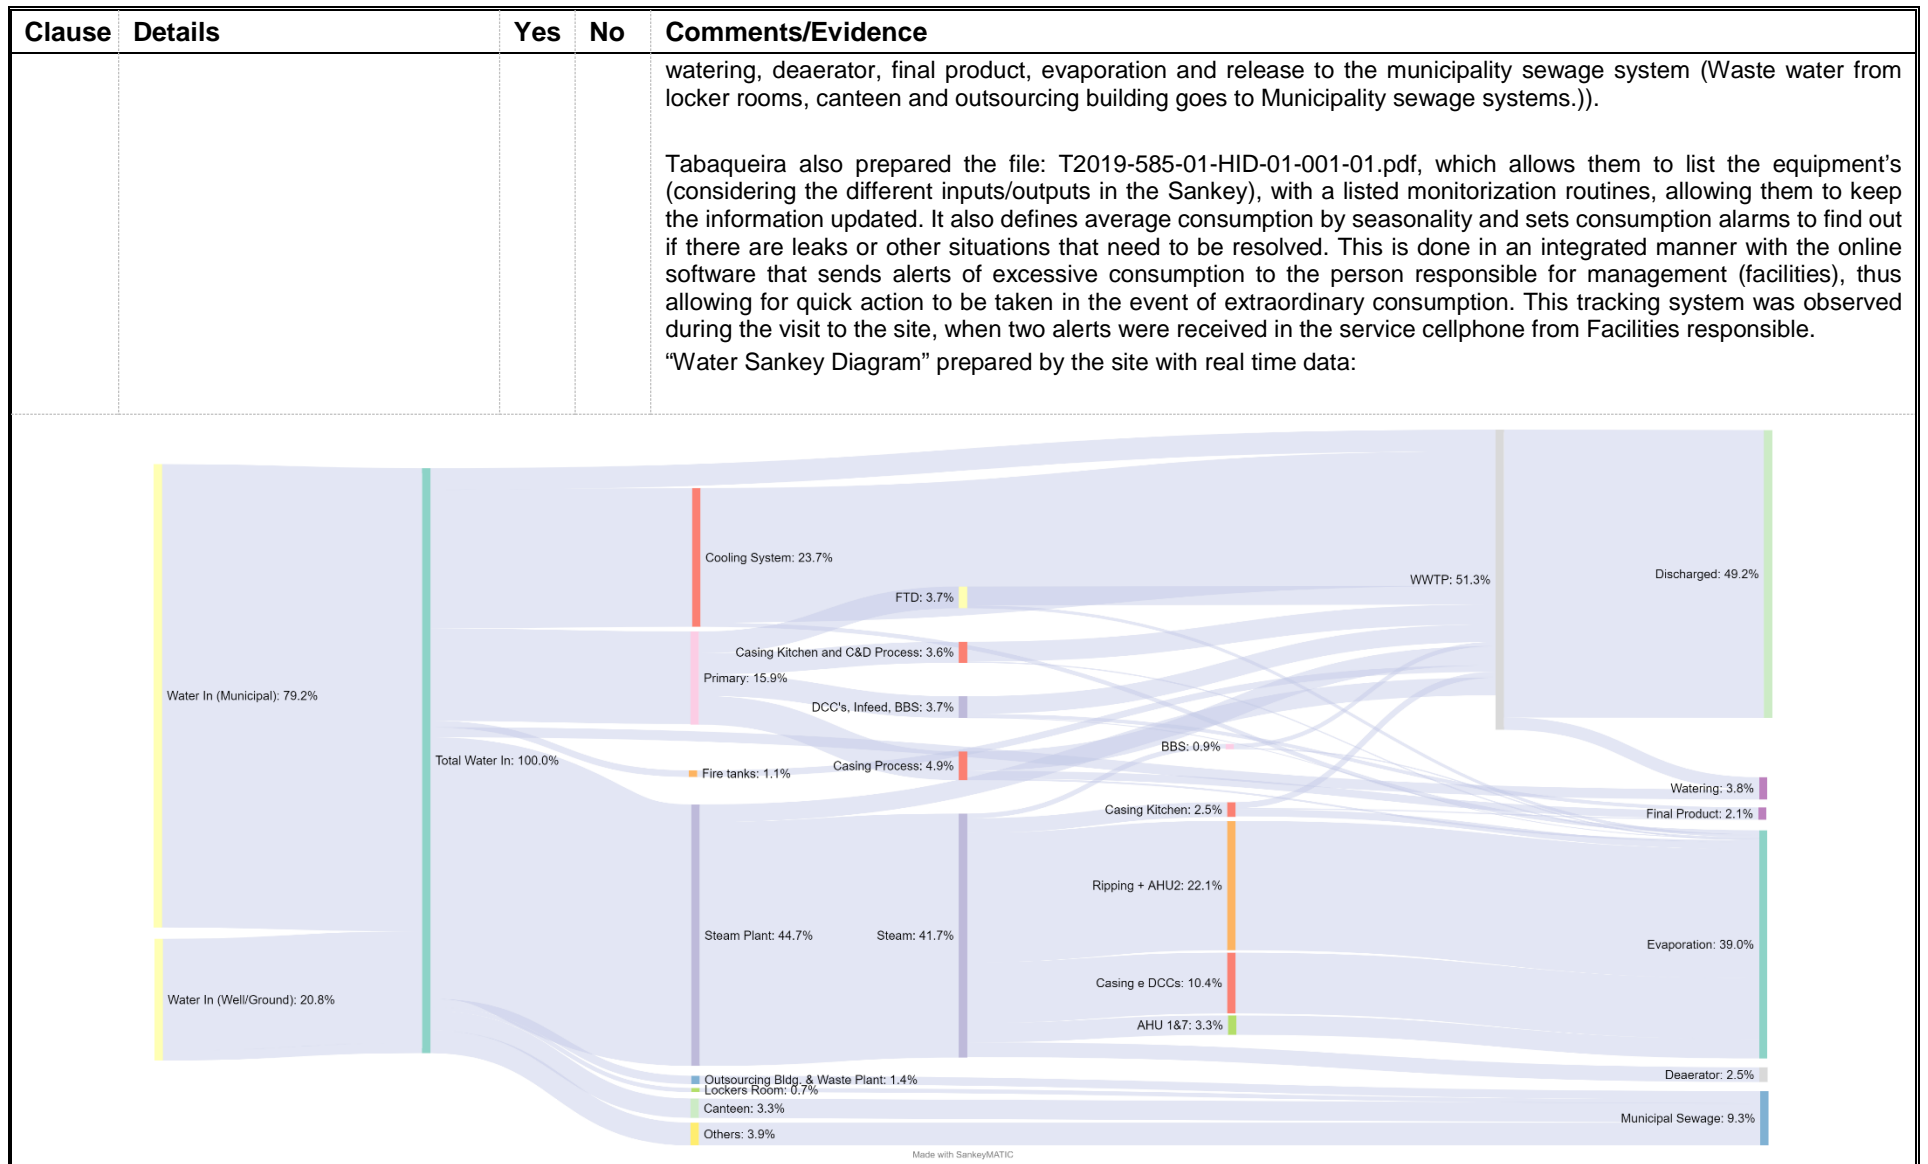 Clause Details Yes No Comments/Evidence
watering, deaerator, final product, evaporation and release to the municipality sewage system (Waste water from
locker rooms, canteen and outsourcing building goes to Municipality sewage systems.)).
Tabaqueira also prepared the file: T2019-585-01-HID-01-001-01.pdf, which allows them to list the equipment's
(considering the different inputs/outputs in the Sankey), with a listed monitorization routines, allowing them to keep
the information updated. It also defines average consumption by seasonality and sets consumption alarms to find out
if there are leaks or other situations that need to be resolved. This is done in an integrated manner with the online
software that sends alerts of excessive consumption to the person responsible for management (facilities), thus
allowing for quick action to be taken in the event of extraordinary consumption. This tracking system was observed
during the visit to the site, when two alerts were received in the service cellphone from Facilities responsible.
“Water Sankey Diagram” prepared by the site with real time data:
Water In (Municipal): 79.2%
Water In (Well/Ground): 20.8%
Total Water In: 100.0%
Cooling System: 23.7%
Primary: 15.9%
Fire tanks: 1.1%
Steam Plant: 44.7%
Outsourcing Bldg. & Waste Plant: 1.4%
Lockers Room: 0.7%
Canteen: 3.3%
Others: 3.9%
FTD: 3.7%
Casing Kitchen and C&D Process: 3.6%
DCC's, Infeed, BBS: 3.7%
Casing Process: 4.9%
Steam: 41.7%
BBS: 0.9%
Casing Kitchen: 2.5%
Ripping + AHU2: 22.1%
Casing e DCCs: 10.4%
AHU 1&7: 3.3%
WWTP: 51.3%
Discharged: 49.2%
Watering: 3.8%
Final Product: 2.1%
Evaporation: 39.0%
Deaerator: 2.5%
Municipal Sewage: 9.3%
Made with SankeyMATIC